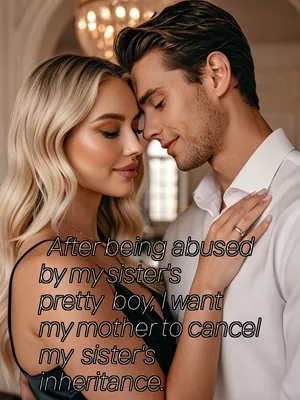 After being abused
by my sister's
pretty boy, I want
my mother to cancel
my sister's
inheritance.